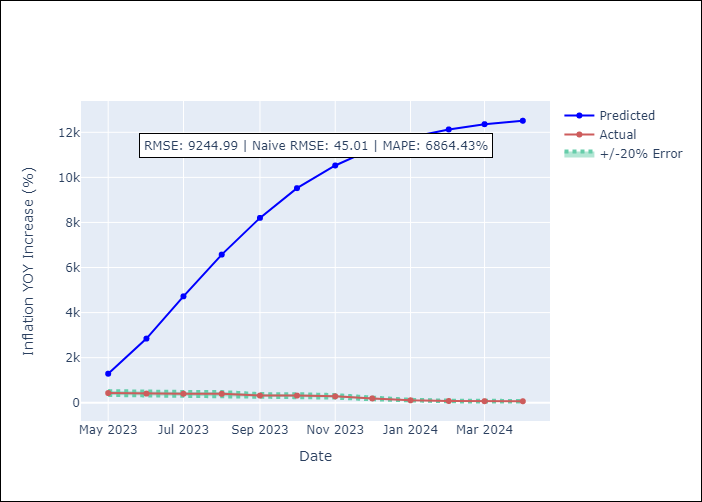 Predicted
Actual
+/-20% Error
RMSE: 9244.99 | Naive RMSE: 45.01 | MAPE: 6864.43%
12k
10k
8k
6k
4k
2k
0
Inflation YOY Increase (%)
May 2023 Jul 2023 Sep 2023 Nov 2023 Jan 2024 Mar 2024
Date